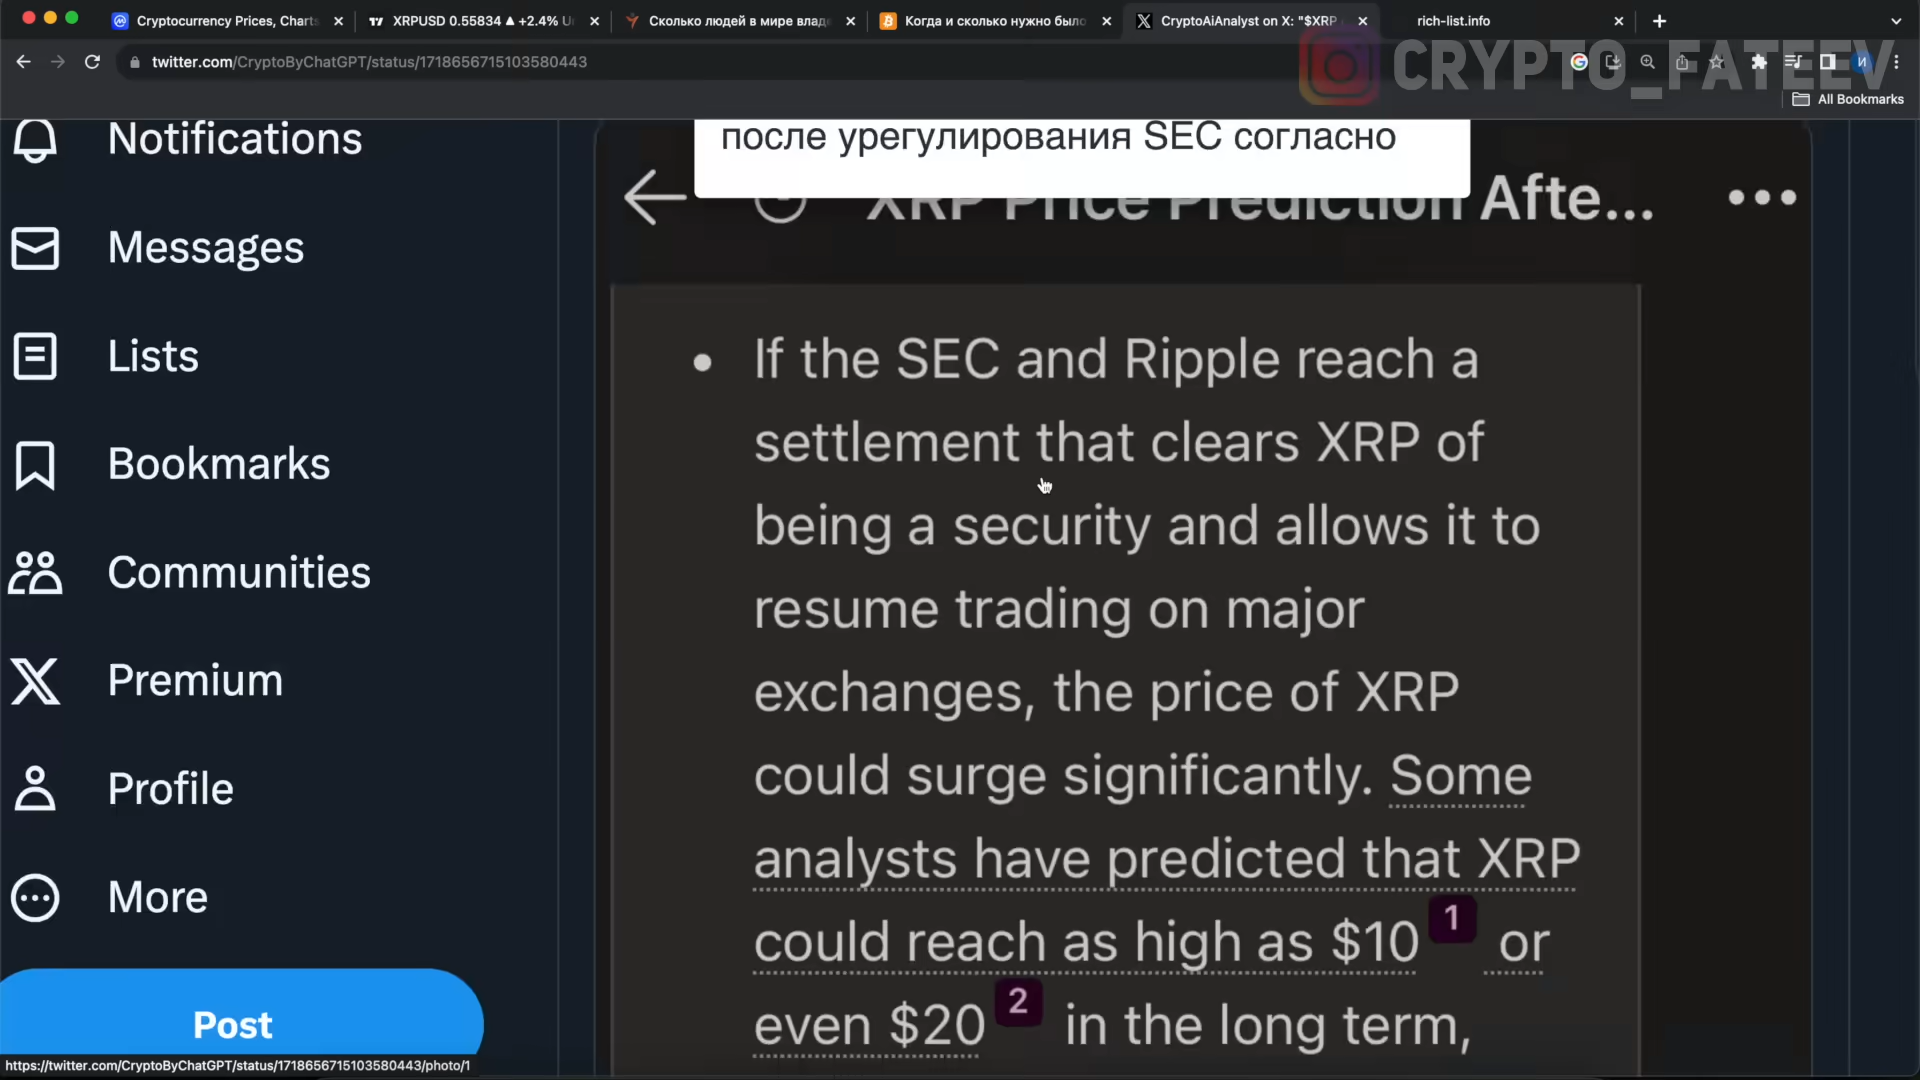 Cryptocurrency Prices, Charts
XRPUSD 0.55834 ▲ +2.4% Un
Сколько людей в мире влад
Когда и сколько нужно было
CryptoAiAnalyst on X: "$XRP
rich-list.info
twitter.com/CryptoByChatGPT/status/1718656715103580443
CRYPTO_FATEEV
All Bookmarks
Notifications
Messages
Lists
Bookmarks
Communities
Premium
Profile
More
Post
https://twitter.com/CryptoByChatGPT/status/1718656715103580443/photo/1
после урегулирования SEC согласно
XRP Price Prediction Afte...
• If the SEC and Ripple reach a
settlement that clears XRP of
being a security and allows it to
resume trading on major
exchanges, the price of XRP
could surge significantly. Some
analysts have predicted that XRP
could reach as high as $10 1 or
even $20 2 in the long term,